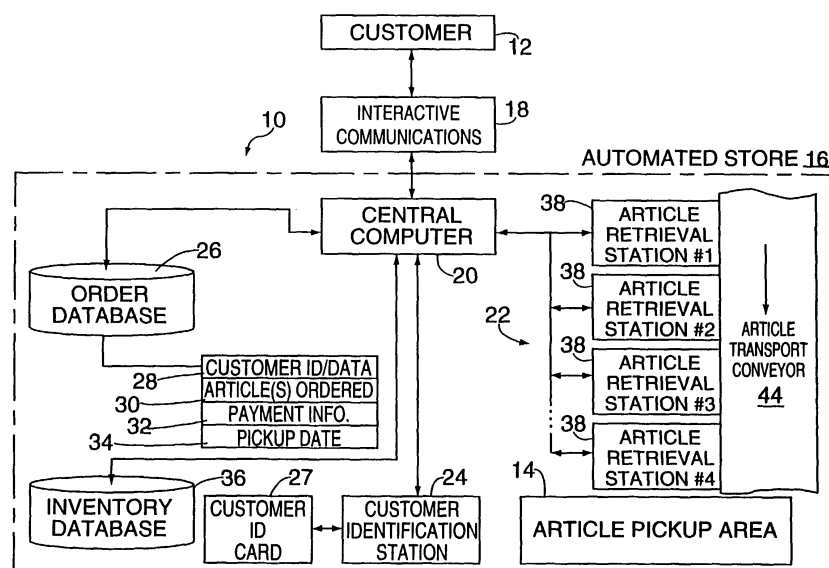 CUSTOMER
12
INTERACTIVE
COMMUNICATIONS
18
10
AUTOMATED STORE 16
CENTRAL
COMPUTER
20
26
ORDER
DATABASE
CUSTOMER ID/DATA
28
ARTICLE(S) ORDERED
30
PAYMENT INFO.
32
PICKUP DATE
34
36
INVENTORY
DATABASE
27
CUSTOMER
ID
CARD
24
CUSTOMER
IDENTIFICATION
STATION
22
38
ARTICLE
RETRIEVAL
STATION #1
38
ARTICLE
RETRIEVAL
STATION #2
38
ARTICLE
RETRIEVAL
STATION #3
38
ARTICLE
RETRIEVAL
STATION #4
ARTICLE
TRANSPORT
CONVEYOR
44
14
ARTICLE PICKUP AREA